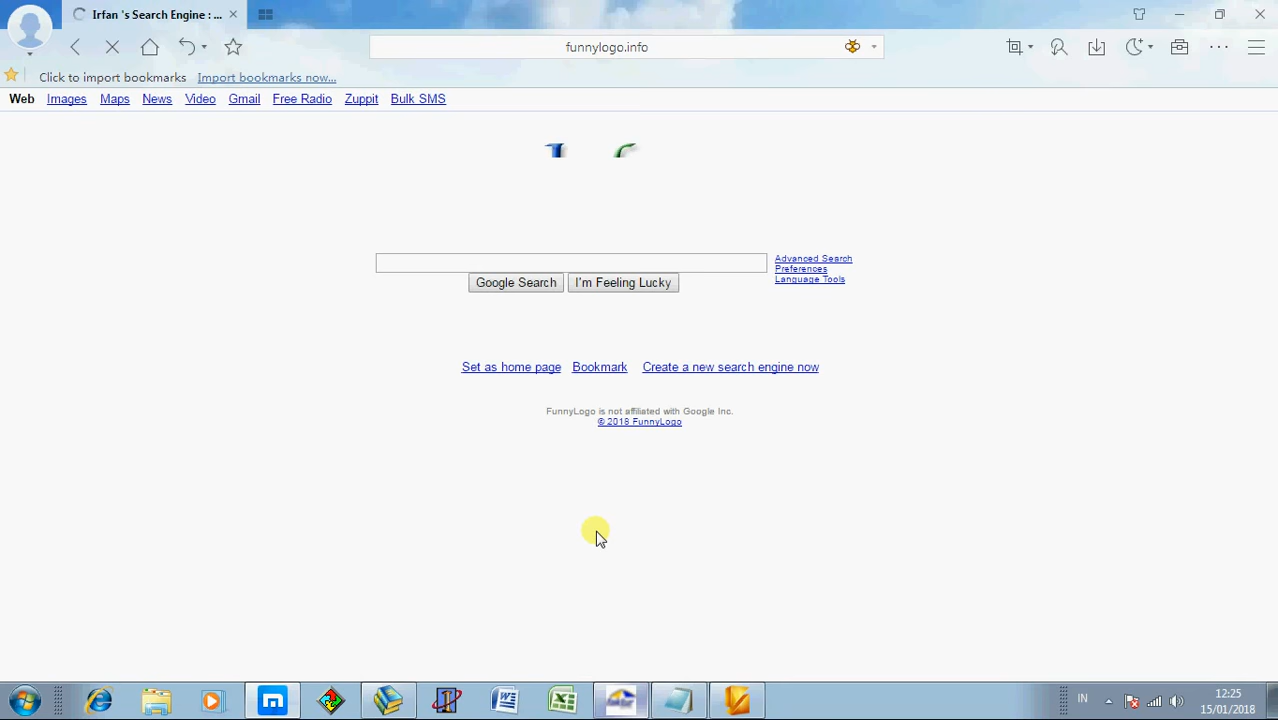 Irfan 's Search Engine : ...
funnylogo.info
Click to import bookmarks Import bookmarks now...
Web Images Maps News Video Gmail Free Radio Zuppit Bulk SMS
Advanced Search
Preferences
Language Tools
Google Search I'm Feeling Lucky
Set as home page Bookmark Create a new search engine now
FunnyLogo is not affiliated with Google Inc.
© 2018 FunnyLogo
IN
12:25
15/01/2018